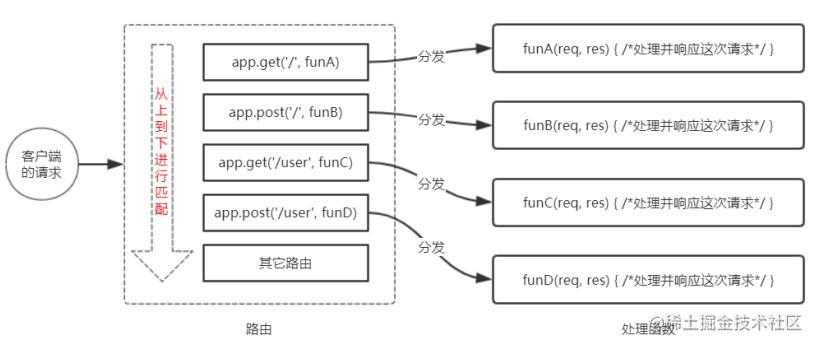 客户端
的请求
从上到下进行匹配
app.get('/', funA)
app.post('/', funB)
app.get('/user', funC)
app.post('/user', funD)
其它路由
路由
分发
分发
分发
分发
funA(req, res) { /*处理并响应这次请求*/ }
funB(req, res) { /*处理并响应这次请求*/ }
funC(req, res) { /*处理并响应这次请求*/ }
funD(req, res) { /*处理并响应这次请求*/ }
处理函数
@稀土掘金技术社区